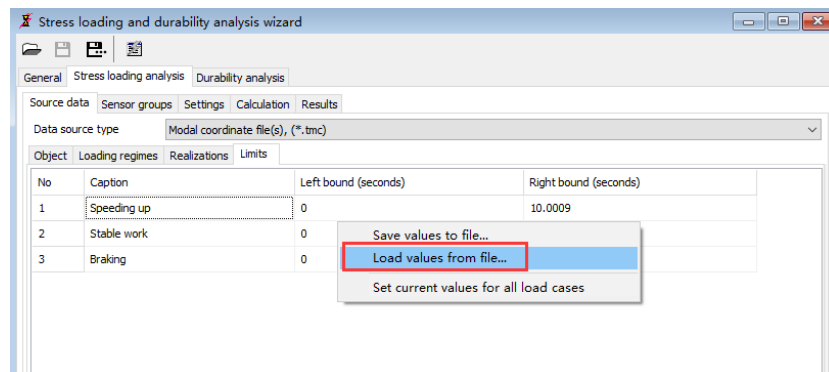 Stress loading and durability analysis wizard
General Stress loading analysis Durability analysis
Source data Sensor groups Settings Calculation Results
Data source type Modal coordinate file(s), (*.tmc)
Object Loading regimes Realizations Limits
No Caption Left bound (seconds) Right bound (seconds)
1 Speeding up 0 10.0009
2 Stable work 0 Save values to file...
3 Braking 0 Load values from file...
Set current values for all load cases